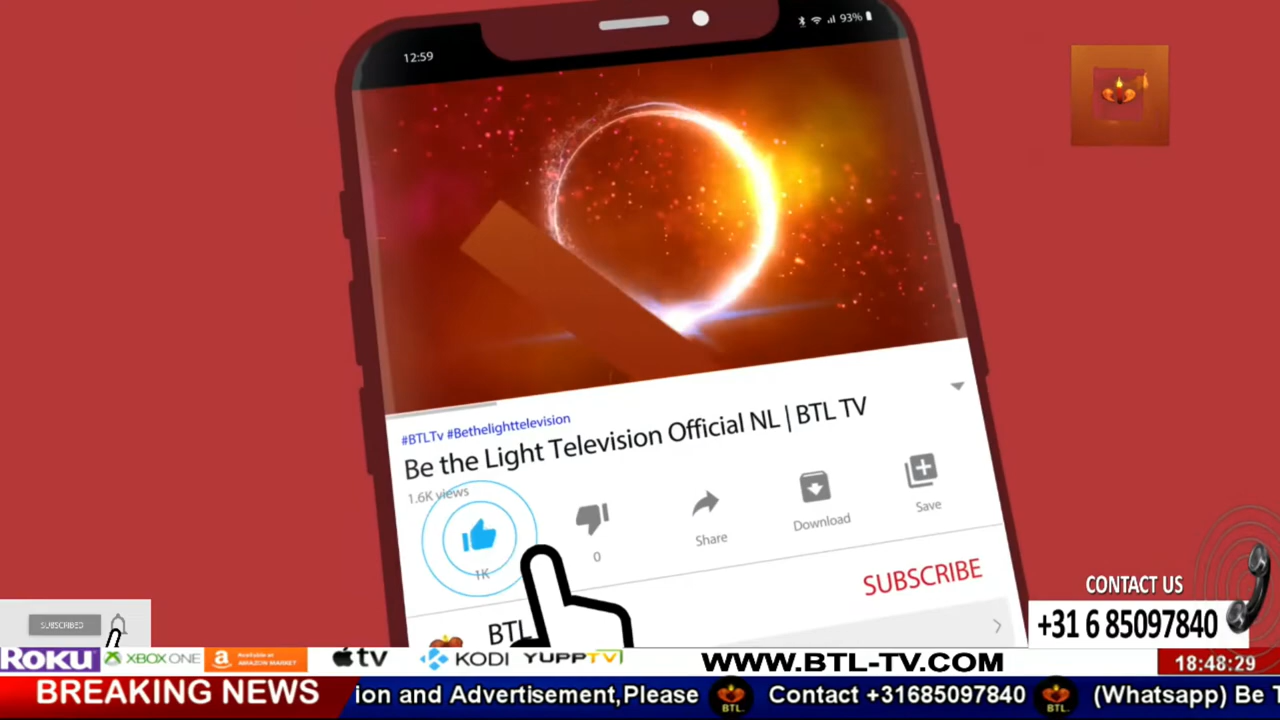 12:59
93%
#BTLTv #Bethelighttelevision
Be the Light Television Official NL | BTL TV
1.6K views
1K
0
Share
Download
Save
SUBSCRIBE
BTL
CONTACT US
+31 6 85097840
SUBSCRIBED
ROKU
XBOX ONE
a Available at AMAZON MARKET
tv
KODI
YUPPTV
WWW.BTL-TV.COM
18:48:29
BREAKING NEWS
ion and Advertisement,Please BTL. Contact +31685097840 BTL. (Whatsapp) Be T